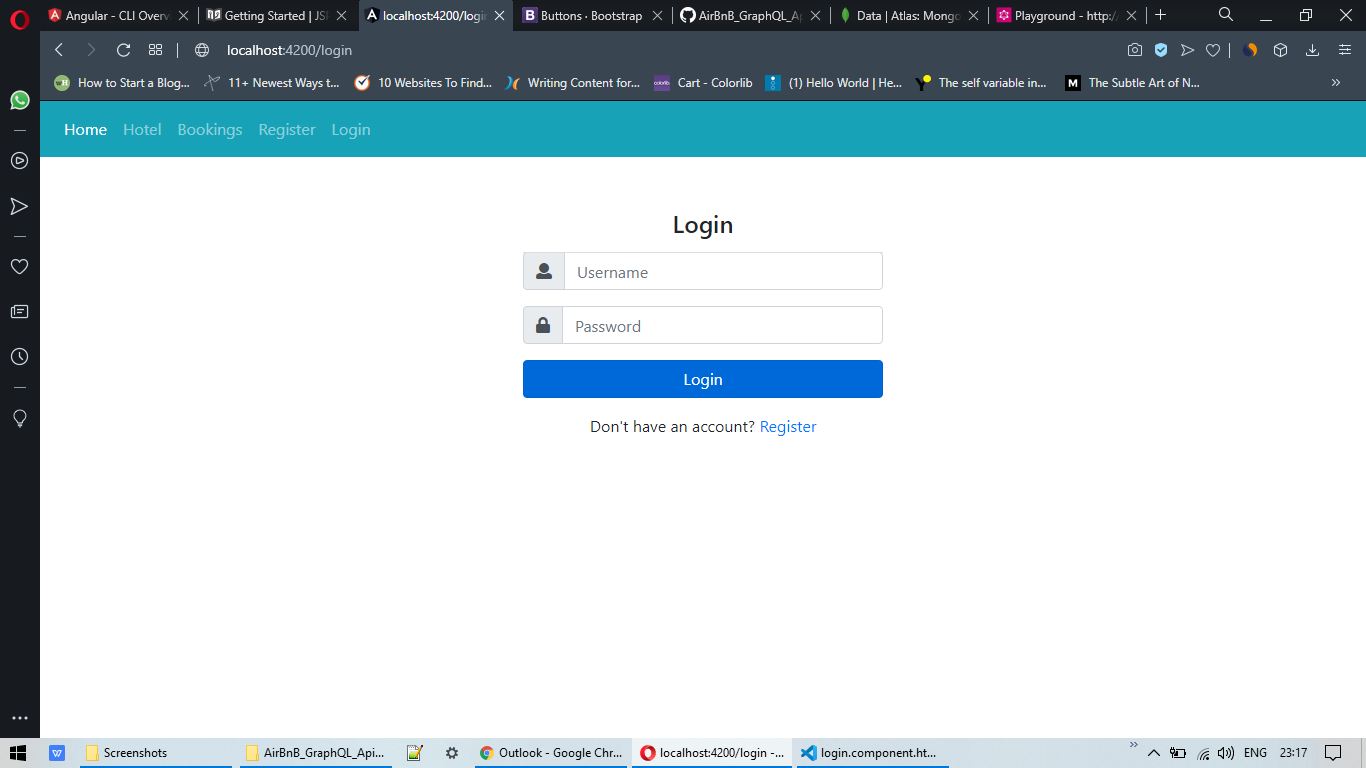 Angular - CLI Overv
Getting Started | JS
localhost:4200/login
Buttons · Bootstrap
AirBnB_GraphQL_Ap
Data | Atlas: Mongo
Playground - http://
localhost:4200/login
How to Start a Blog...
11+ Newest Ways t...
10 Websites To Find...
Writing Content for...
Cart - Colorlib
(1) Hello World | He...
The self variable in...
The Subtle Art of N...
Home
Hotel
Bookings
Register
Login
Login
Username
Password
Login
Don't have an account? Register
Screenshots
AirBnB_GraphQL_Api...
Outlook - Google Chr...
localhost:4200/login -...
login.component.ht...
ENG
23:17